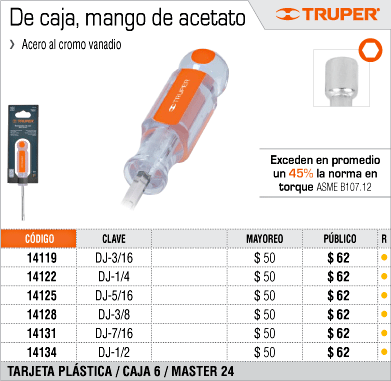 De caja, mango de acetato
TRUPER
❯ Acero al cromo vanadio
TRUPER
TRUPER
Exceden en promedio
un 45% la norma en
torque ASME B107.12
CÓDIGO CLAVE MAYOREO PÚBLICO R
14119 DJ-3/16 $ 50 $ 62
14122 DJ-1/4 $ 50 $ 62
14125 DJ-5/16 $ 50 $ 62
14128 DJ-3/8 $ 50 $ 62
14131 DJ-7/16 $ 50 $ 62
14134 DJ-1/2 $ 50 $ 62
TARJETA PLÁSTICA / CAJA 6 / MASTER 24